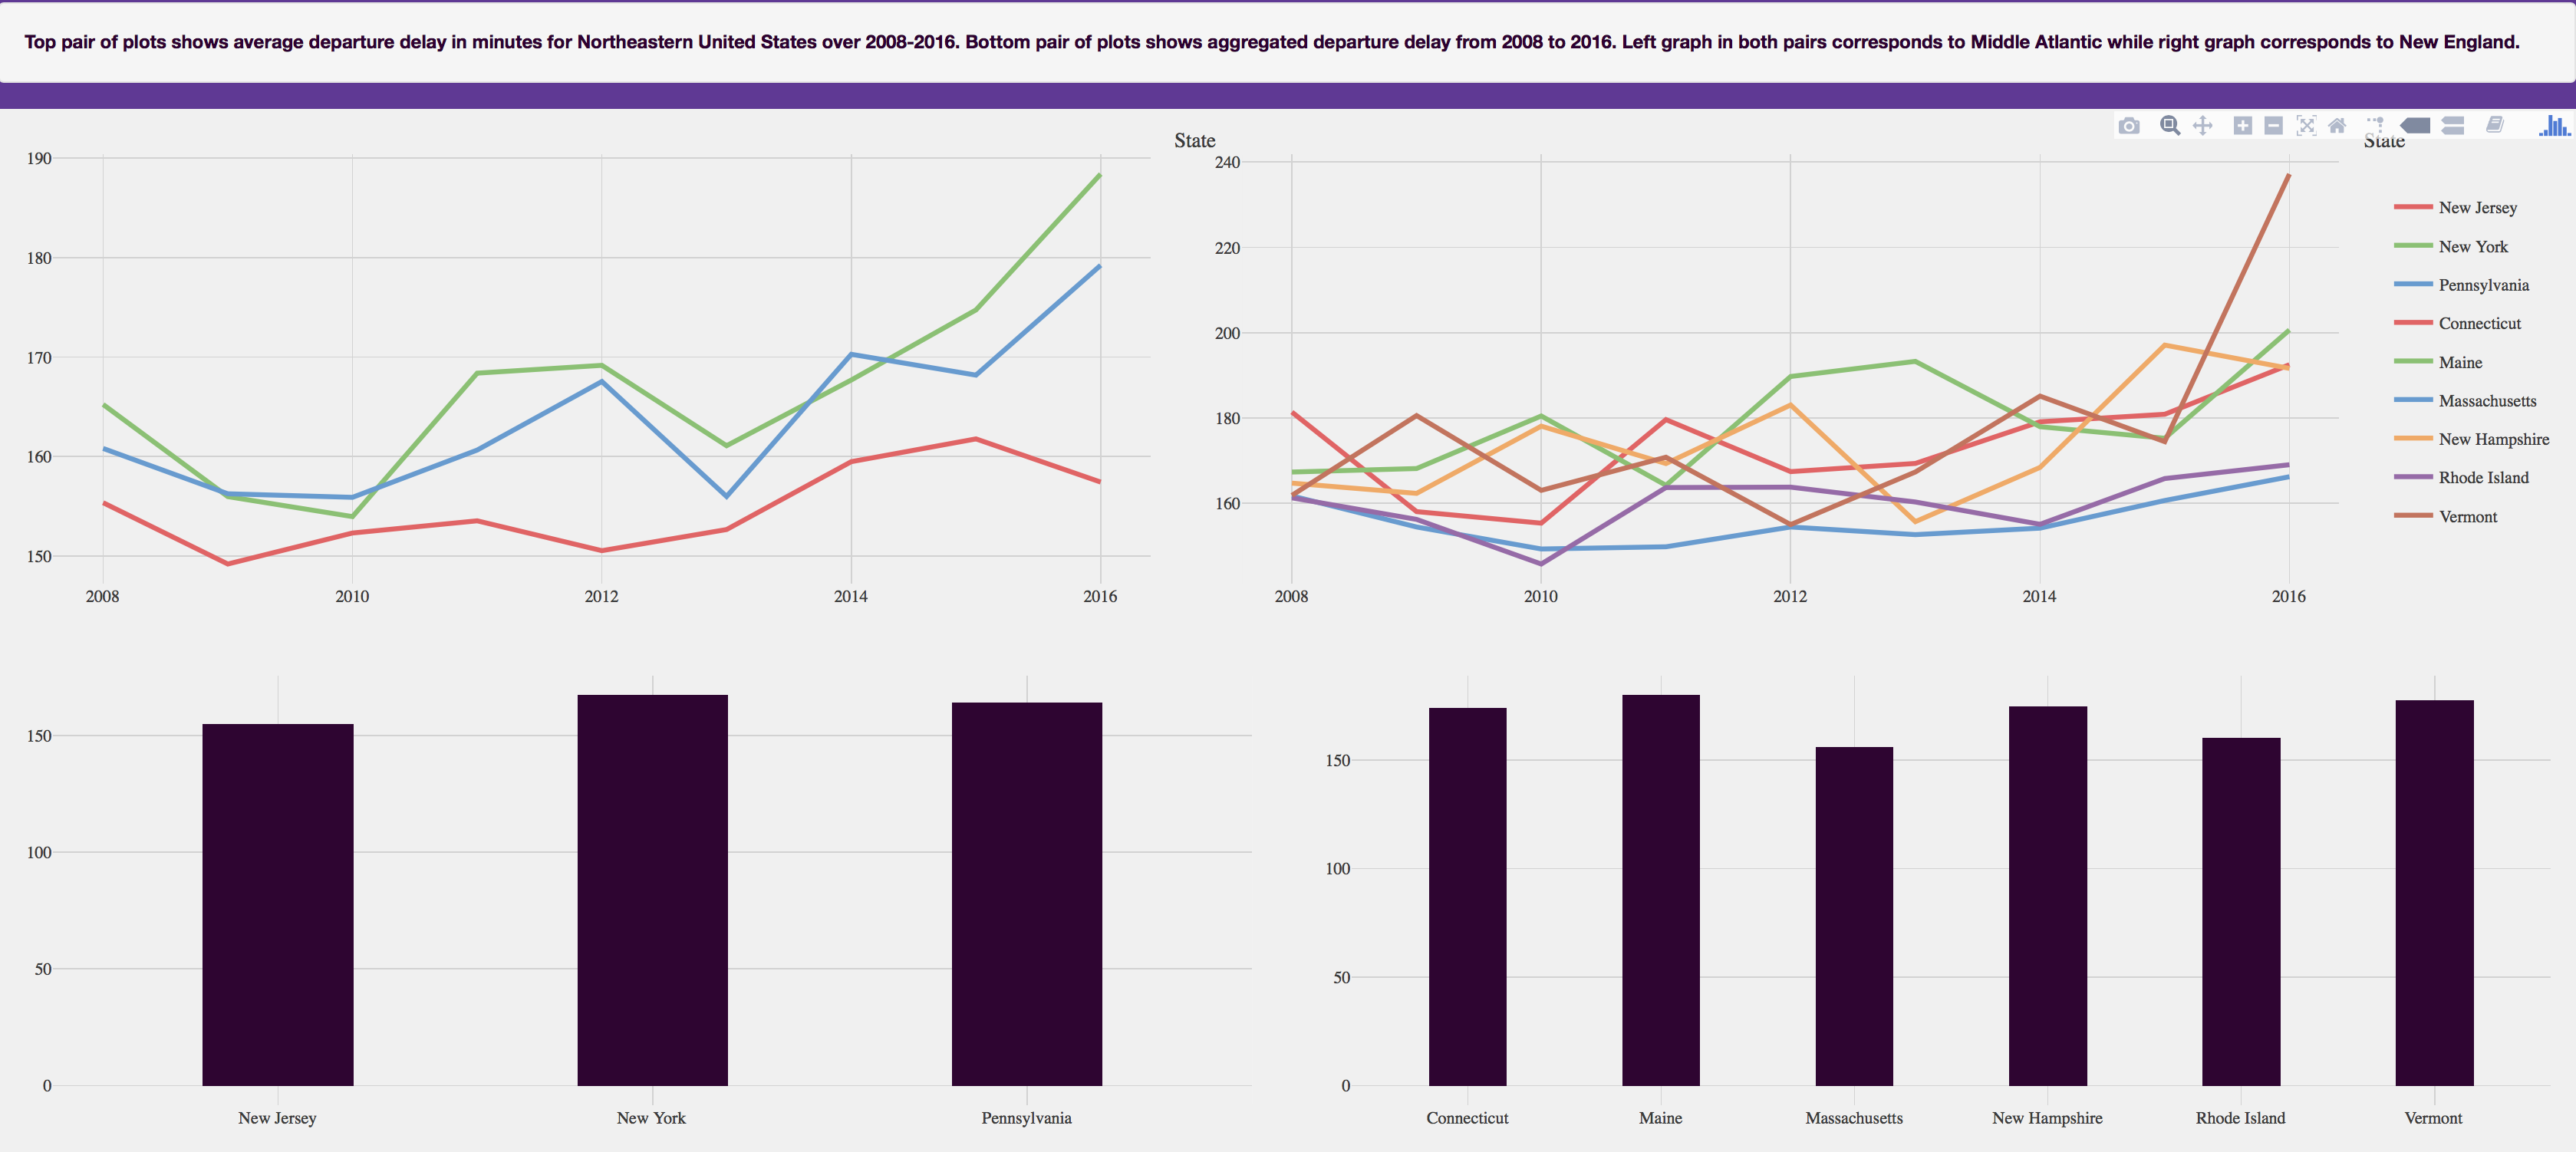 Top pair of plots shows average departure delay in minutes for Northeastern United States over 2008-2016. Bottom pair of plots shows aggregated departure delay from 2008 to 2016. Left graph in both pairs corresponds to Middle Atlantic while right graph corresponds to New England.
190
180
170
160
150
2008 2010 2012 2014 2016
State
240
220
200
180
160
2008 2010 2012 2014 2016
State
New Jersey
New York
Pennsylvania
Connecticut
Maine
Massachusetts
New Hampshire
Rhode Island
Vermont
150
100
50
0
New Jersey New York Pennsylvania
150
100
50
0
Connecticut Maine Massachusetts New Hampshire Rhode Island Vermont